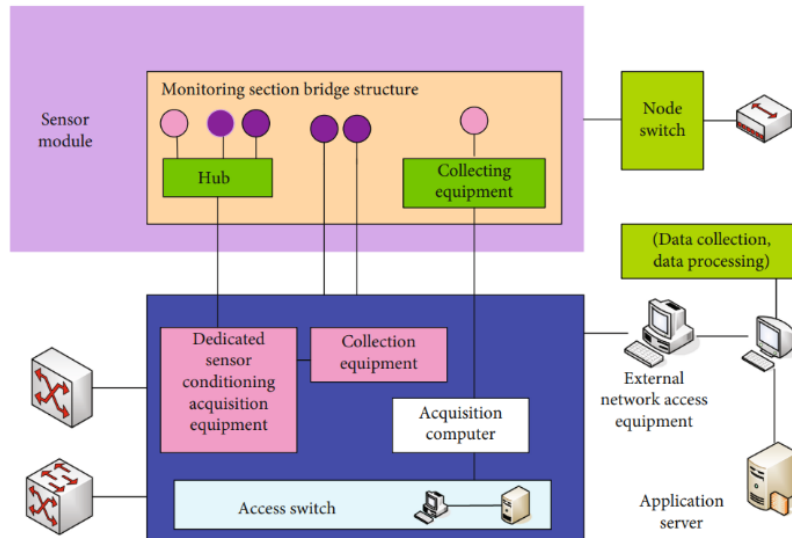 Monitoring section bridge structure
Sensor
module
Hub
Collecting
equipment
Node
switch
(Data collection,
data processing)
Dedicated
sensor
conditioning
acquisition
equipment
Collection
equipment
Acquisition
computer
External
network access
equipment
Access switch
Application
server